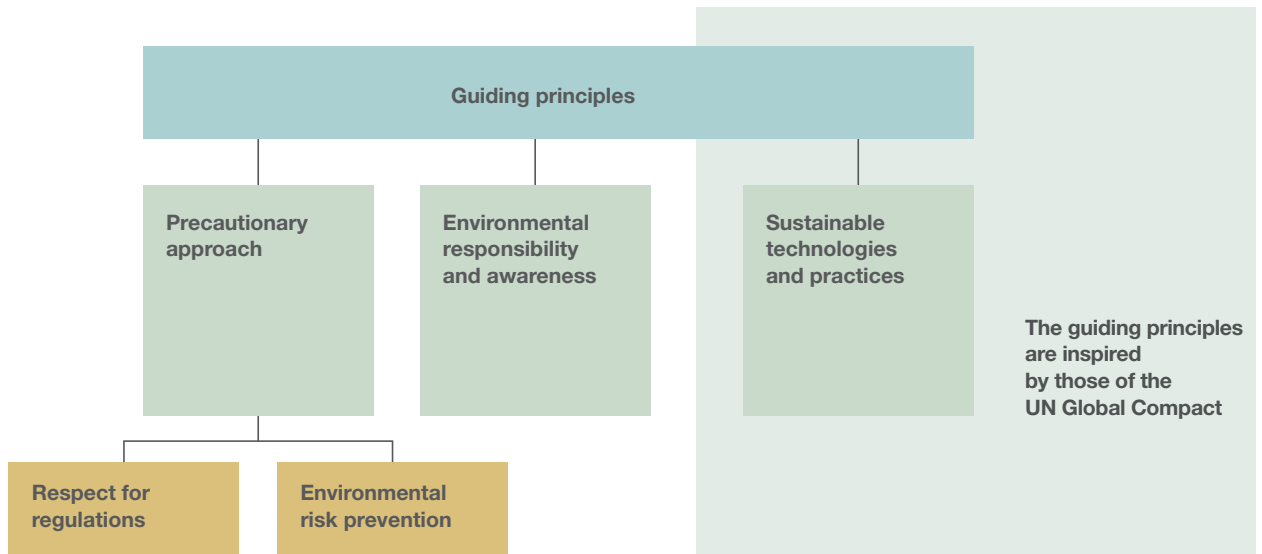 Guiding principles
Precautionary
approach
Environmental
responsibility
and awareness
Sustainable
technologies
and practices
The guiding principles
are inspired
by those of the
UN Global Compact
Respect for
regulations
Environmental
risk prevention